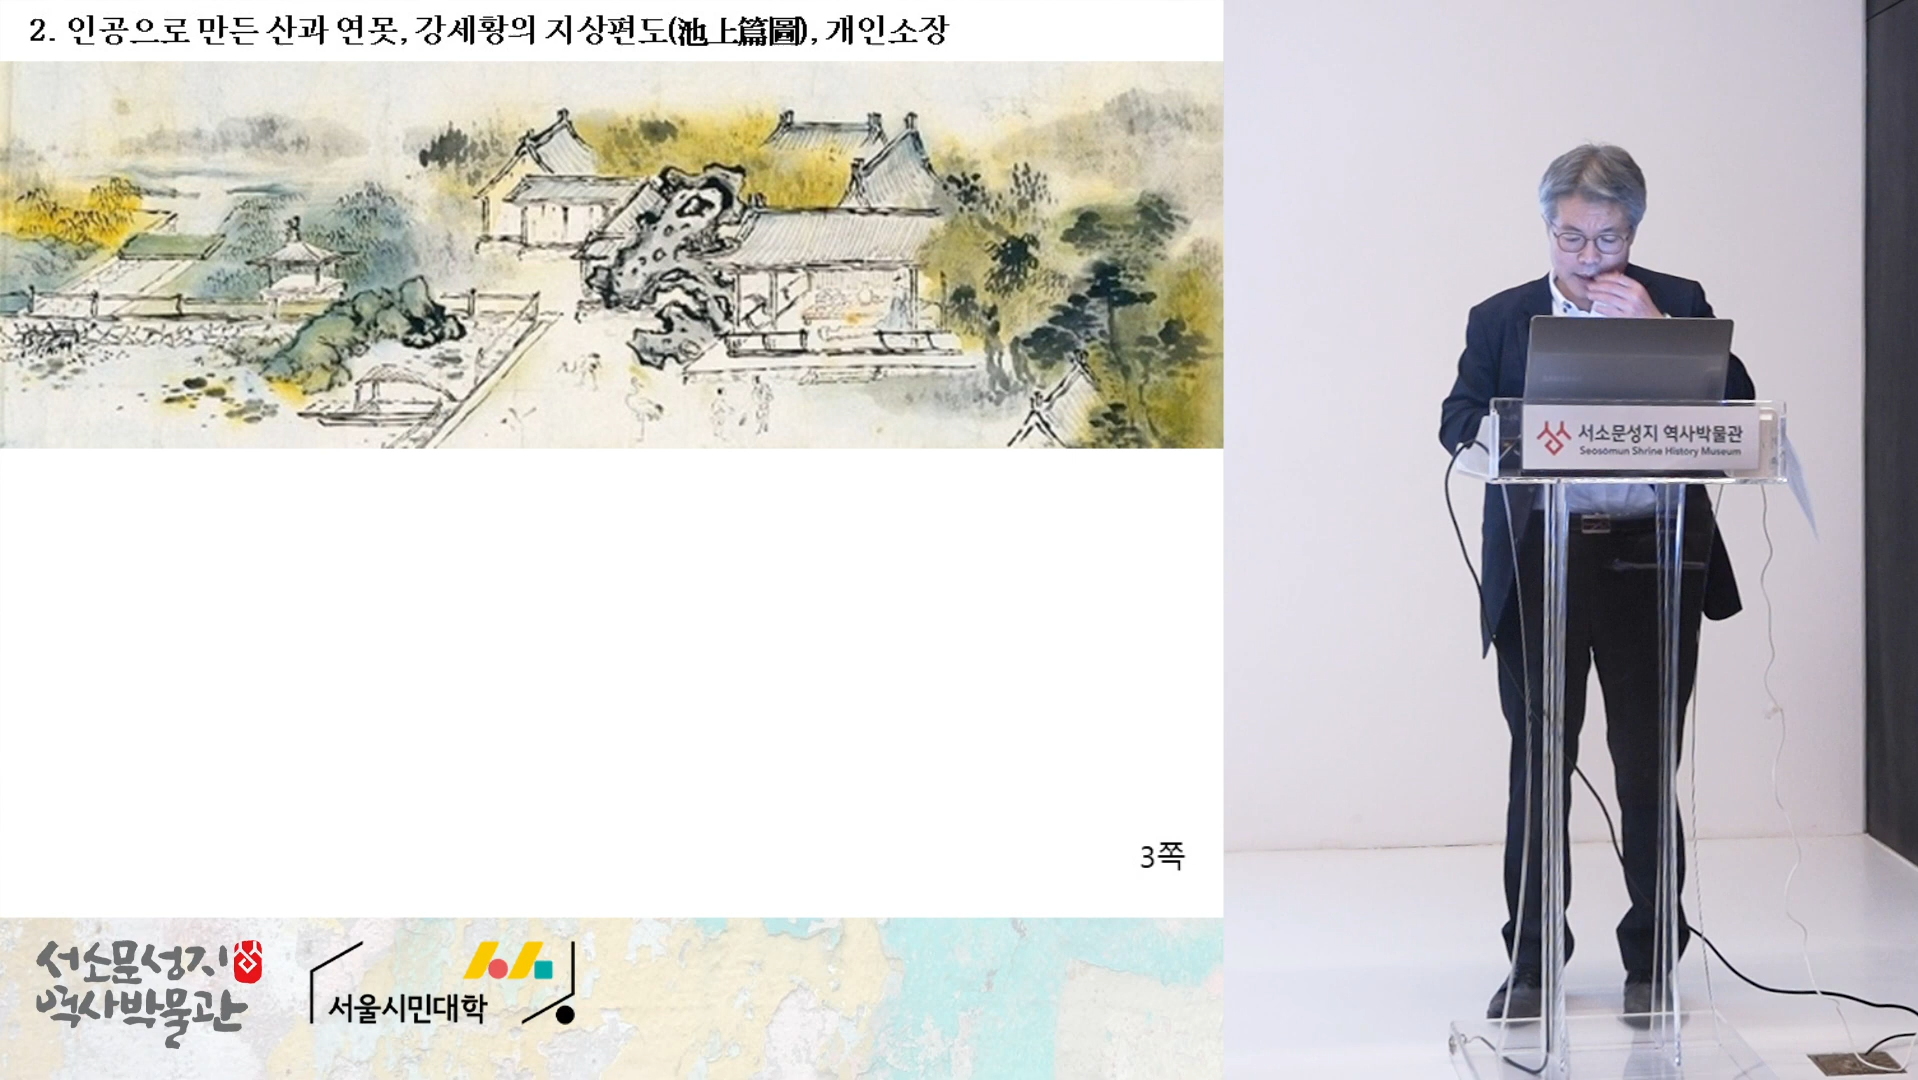 2. 인공으로 만든 산과 연못, 강세황의 지상편도(池上篇圖), 개인소장
서소문성지 역사박물관
Seosomun Shrine History Museum
3쪽
서소문성지
역사박물관
서울시민대학